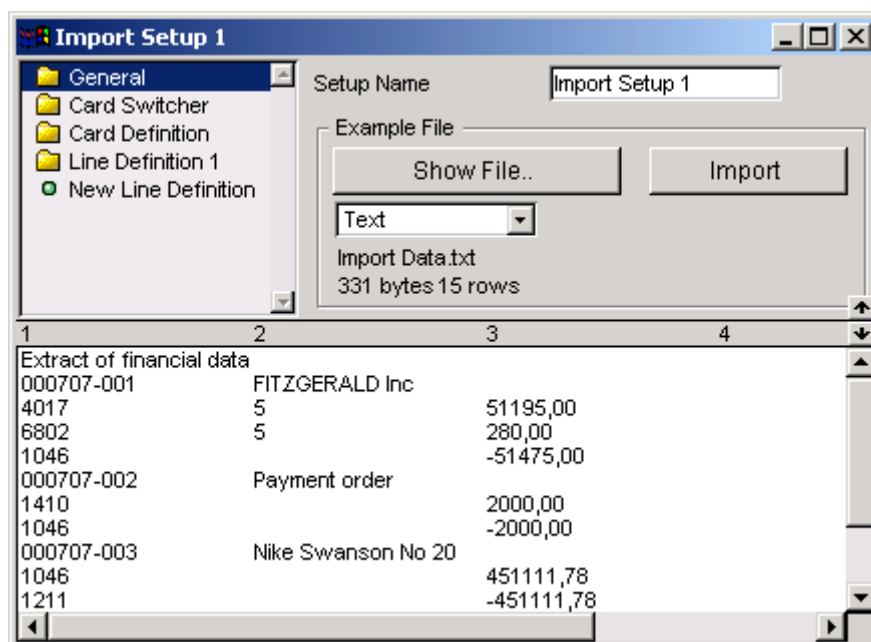 Import Setup 1
General
Card Switcher
Card Definition
Line Definition 1
New Line Definition
Setup Name Import Setup 1
Example File
Show File.. Import
Text
Import Data.txt
331 bytes 15 rows
1 2 3 4
Extract of financial data
000707-001 FITZGERALD Inc
4017 5 51195,00
6802 5 280,00
1046 -51475,00
000707-002 Payment order
1410 2000,00
1046 -2000,00
000707-003 Nike Swanson No 20
1046 451111,78
1211 -451111,78